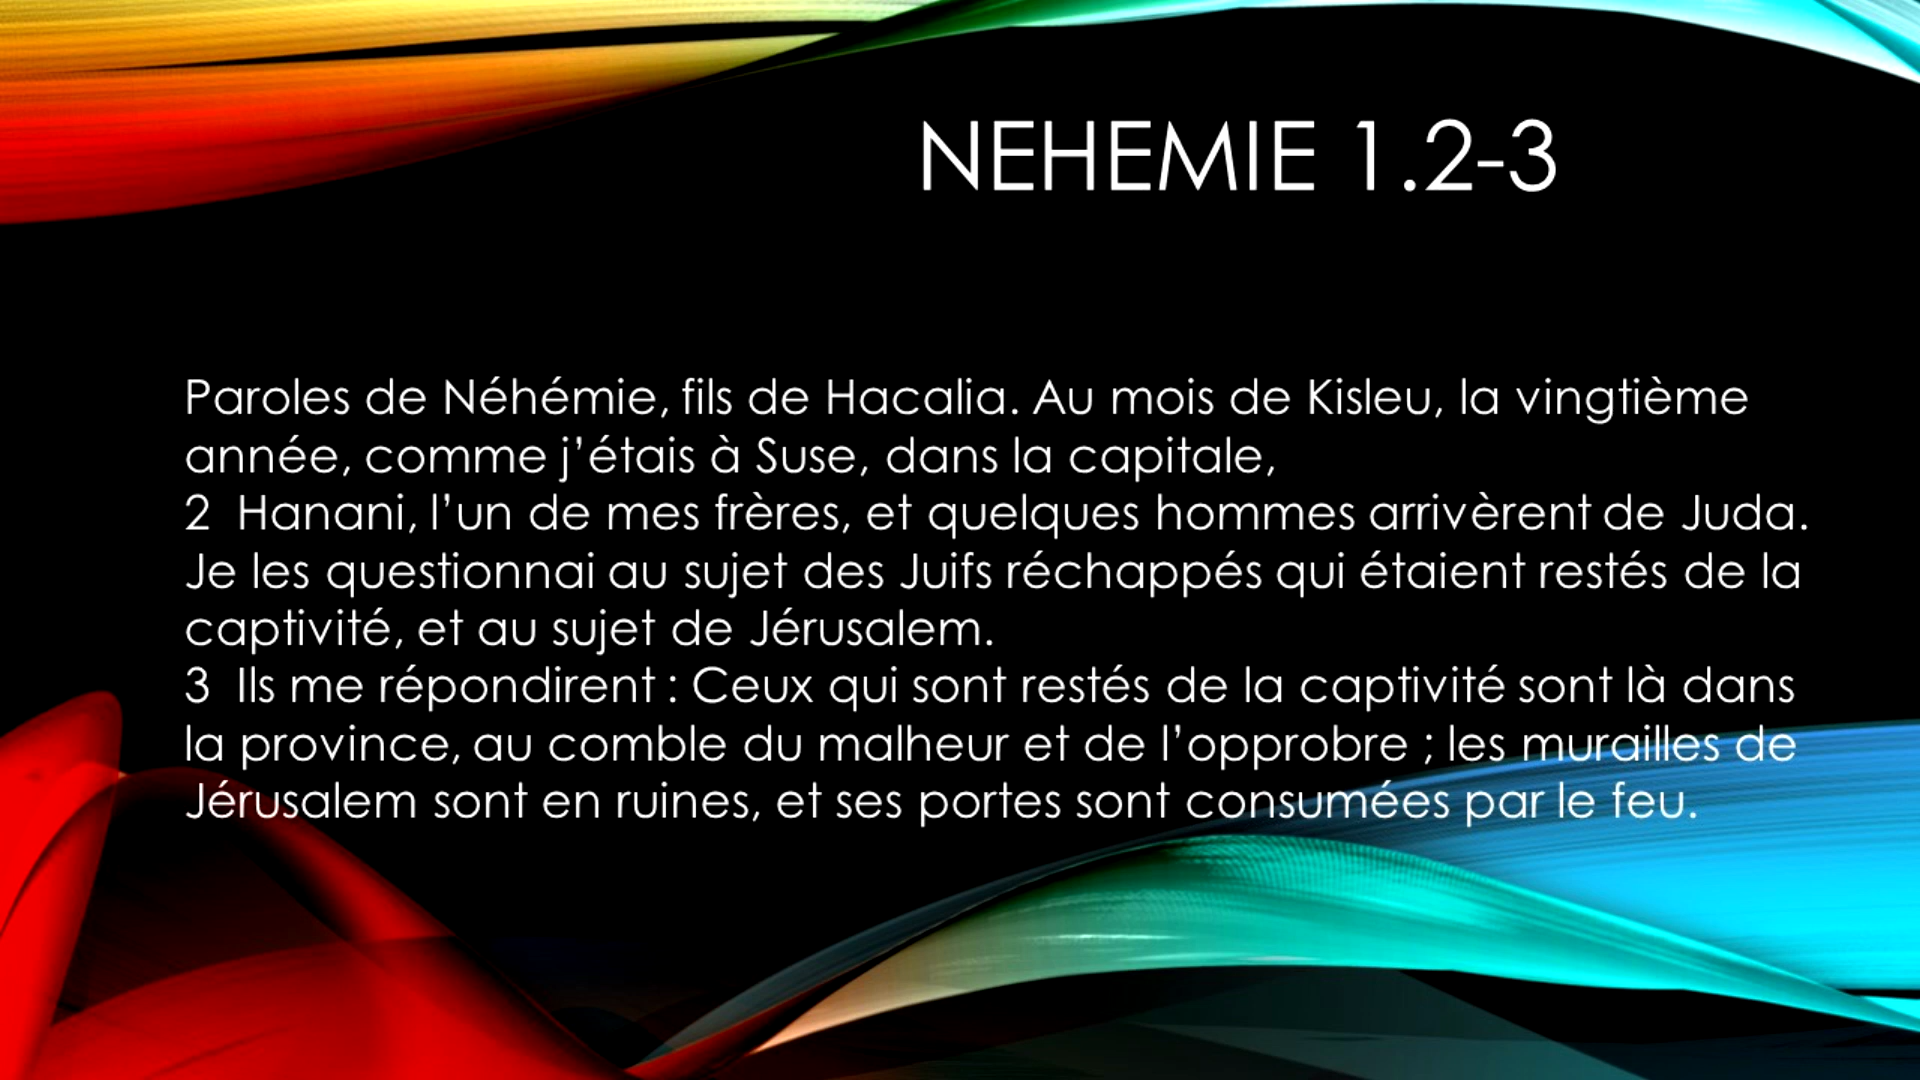 NEHEMIE 1.2-3
Paroles de Néhémie, fils de Hacalia. Au mois de Kisleu, la vingtième
année, comme j’étais à Suse, dans la capitale,
2  Hanani, l’un de mes frères, et quelques hommes arrivèrent de Juda.
Je les questionnai au sujet des Juifs réchappés qui étaient restés de la
captivité, et au sujet de Jérusalem.
3  Ils me répondirent : Ceux qui sont restés de la captivité sont là dans
la province, au comble du malheur et de l’opprobre ; les murailles de
Jérusalem sont en ruines, et ses portes sont consumées par le feu.